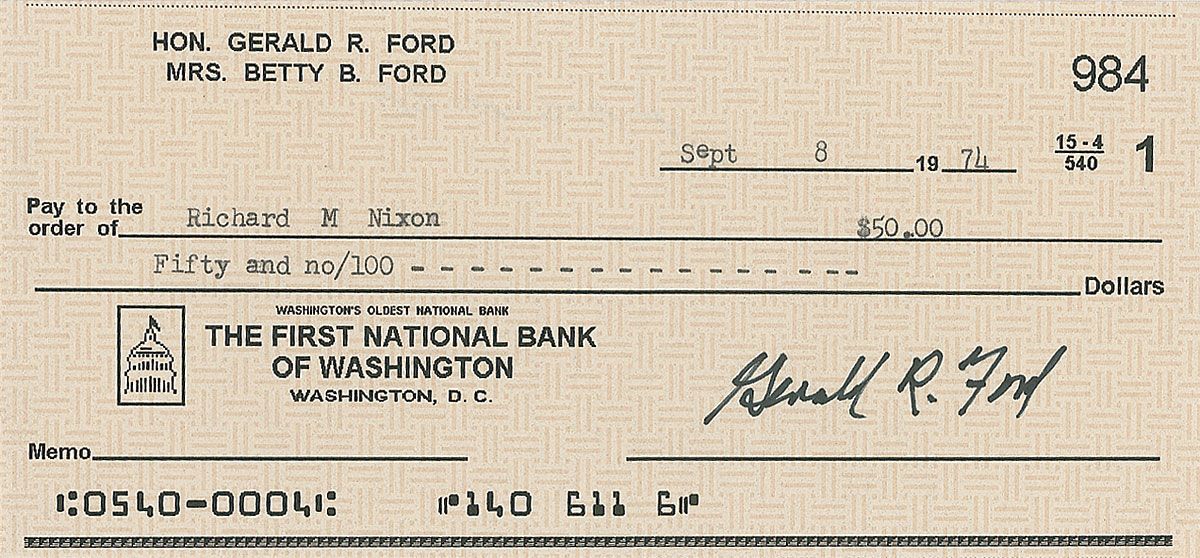 HON. GERALD R. FORD
MRS. BETTY B. FORD
984
Sept 8 19 74
15-4
540
1
Pay to the
order of Richard M Nixon $50.00
Fifty and no/100 - - - - - - - - - - - - - - - - Dollars
WASHINGTON'S OLDEST NATIONAL BANK
THE FIRST NATIONAL BANK
OF WASHINGTON
WASHINGTON, D. C.
Gerald R. Ford
Memo
⑆0540-0004⑆ ⑈140 611 6⑈